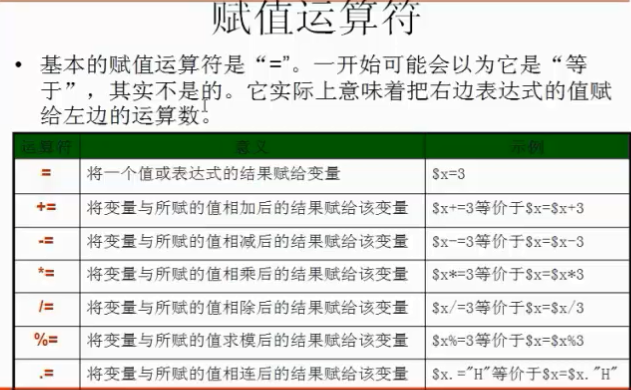 赋值运算符
• 基本的赋值运算符是“=”。一开始可能会以为它是“等
于”，其实不是的。它实际上意味着把右边表达式的值赋
给左边的运算数。
运算符 意义 示例
= 将一个值或表达式的结果赋给变量 $x=3
+= 将变量与所赋的值相加后的结果赋给该变量 $x+=3等价于$x=$x+3
-= 将变量与所赋的值相减后的结果赋给该变量 $x-=3等价于$x=$x-3
*= 将变量与所赋的值相乘后的结果赋给该变量 $x*=3等价于$x=$x*3
/= 将变量与所赋的值相除后的结果赋给该变量 $x/=3等价于$x=$x/3
%= 将变量与所赋的值求模后的结果赋给该变量 $x%=3等价于$x=$x%3
.= 将变量与所赋的值相连后的结果赋给该变量 $x.="H"等价于$x=$x."H"